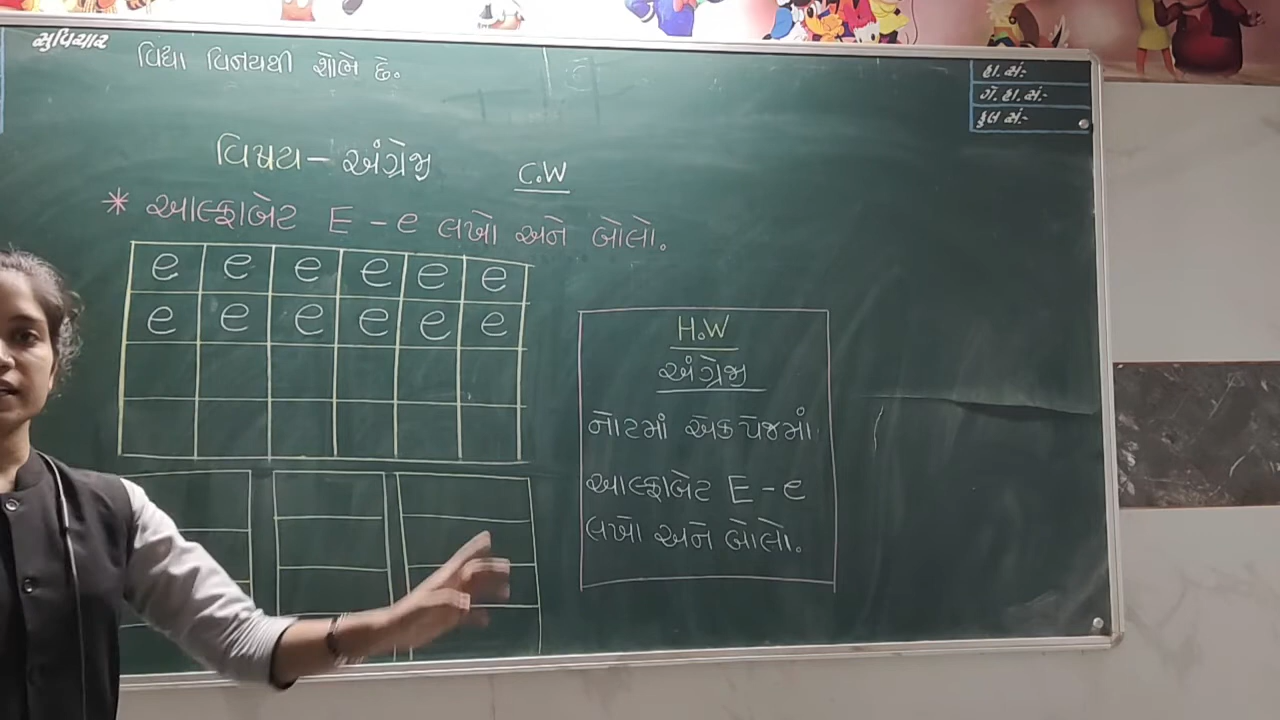 સુવિચાર
વિદ્યા વિનયથી શોભે છે.
હા. સં:-
ગે. હા. સં:-
કુલ સં:-
વિષય - અંગ્રેજી C.W
* આલ્ફાબેટ E - e લખો અને બોલો.
e e e e e e
e e e e e e
H.W
અંગ્રેજી
નોટમાં એક પેજમાં
આલ્ફાબેટ E - e
લખો અને બોલો.